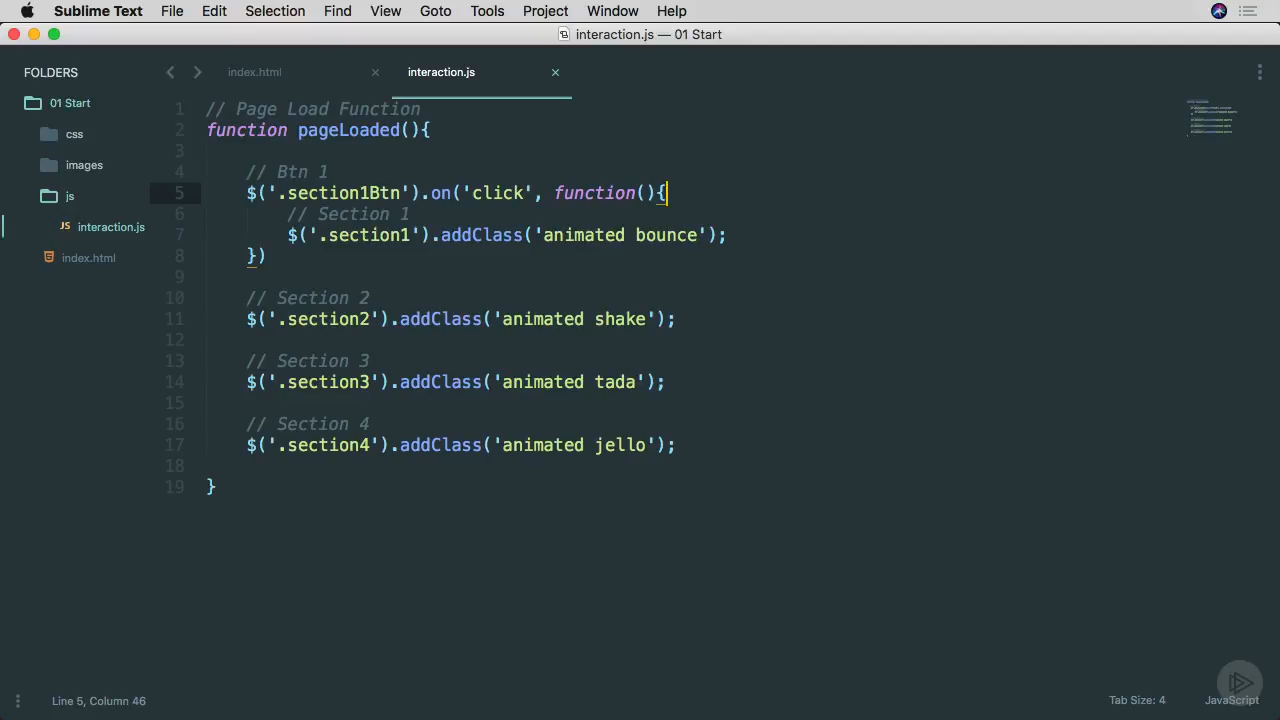 Sublime Text File Edit Selection Find View Goto Tools Project Window Help
interaction.js — 01 Start
FOLDERS
01 Start
css
images
js
JS interaction.js
index.html
index.html
interaction.js
1 // Page Load Function
2 function pageLoaded(){
3
4 // Btn 1
5 $('.section1Btn').on('click', function(){
6 // Section 1
7 $('.section1').addClass('animated bounce');
8 })
9
10 // Section 2
11 $('.section2').addClass('animated shake');
12
13 // Section 3
14 $('.section3').addClass('animated tada');
15
16 // Section 4
17 $('.section4').addClass('animated jello');
18
19 }
Line 5, Column 46
Tab Size: 4
JavaScript